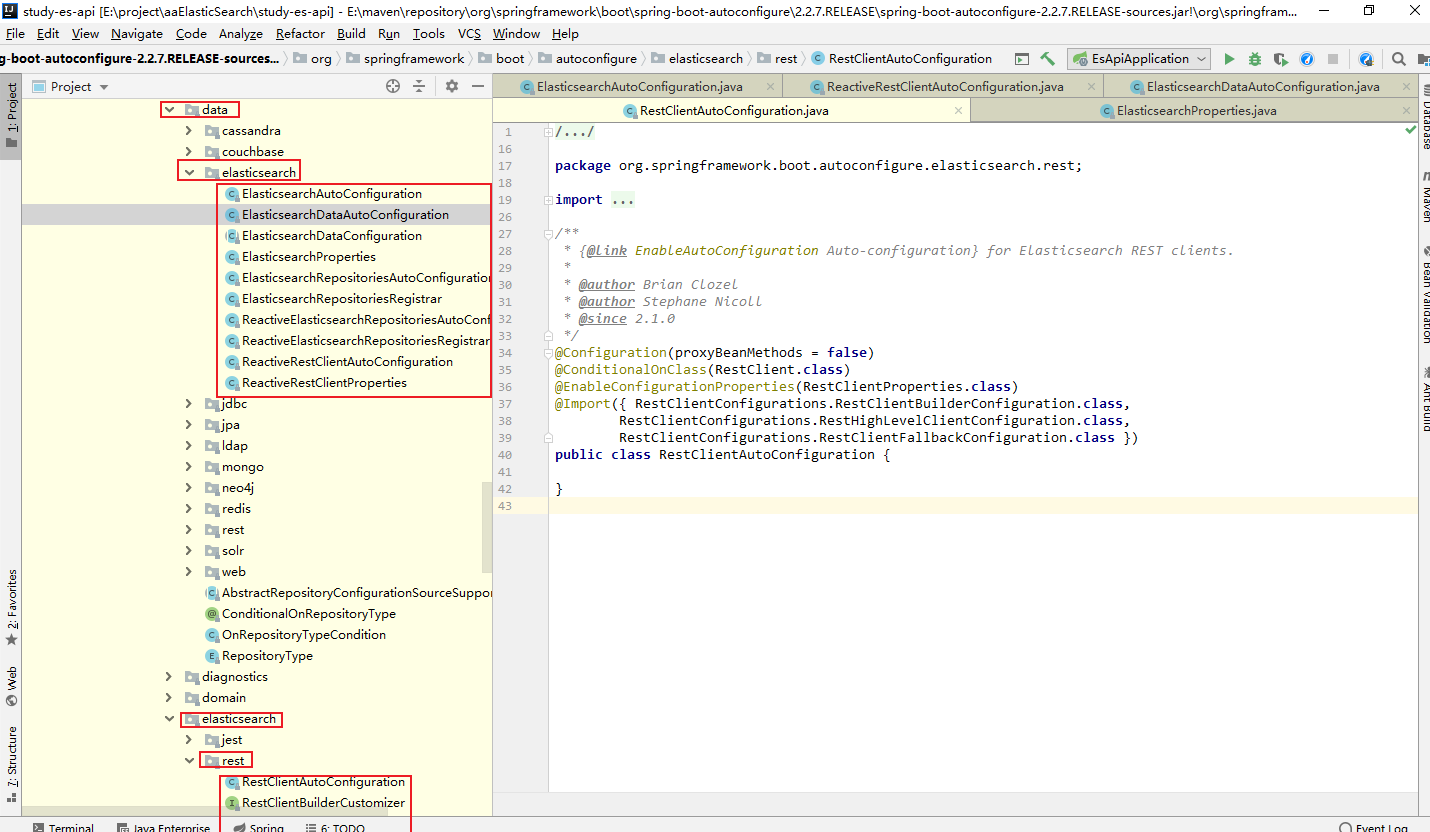 study-es-api [E:\project\aaElasticSearch\study-es-api] - E:\maven\repository\org\springframework\boot\spring-boot-autoconfigure\2.2.7.RELEASE\spring-boot-autoconfigure-2.2.7.RELEASE-sources.jar!\org\springfram...
File Edit View Navigate Code Analyze Refactor Build Run Tools VCS Window Help
g-boot-autoconfigure-2.2.7.RELEASE-sources... org springframework boot autoconfigure elasticsearch rest RestClientAutoConfiguration EsApiApplication
1: Project
2: Favorites
Web
7: Structure
Project
data
cassandra
couchbase
elasticsearch
ElasticsearchAutoConfiguration
ElasticsearchDataAutoConfiguration
ElasticsearchDataConfiguration
ElasticsearchProperties
ElasticsearchRepositoriesAutoConfiguration
ElasticsearchRepositoriesRegistrar
ReactiveElasticsearchRepositoriesAutoConf
ReactiveElasticsearchRepositoriesRegistrar
ReactiveRestClientAutoConfiguration
ReactiveRestClientProperties
jdbc
jpa
ldap
mongo
neo4j
redis
rest
solr
web
AbstractRepositoryConfigurationSourceSuppor
ConditionalOnRepositoryType
OnRepositoryTypeCondition
RepositoryType
diagnostics
domain
elasticsearch
jest
rest
RestClientAutoConfiguration
RestClientBuilderCustomizer
ElasticsearchAutoConfiguration.java ReactiveRestClientAutoConfiguration.java ElasticsearchDataAutoConfiguration.java
RestClientAutoConfiguration.java ElasticsearchProperties.java
1 /.../
16
17 package org.springframework.boot.autoconfigure.elasticsearch.rest;
18
19 import ...
26
27 /**
28 * {@link EnableAutoConfiguration Auto-configuration} for Elasticsearch REST clients.
29 *
30 * @author Brian Clozel
31 * @author Stephane Nicoll
32 * @since 2.1.0
33 */
34 @Configuration(proxyBeanMethods = false)
35 @ConditionalOnClass(RestClient.class)
36 @EnableConfigurationProperties(RestClientProperties.class)
37 @Import({ RestClientConfigurations.RestClientBuilderConfiguration.class,
38 RestClientConfigurations.RestHighLevelClientConfiguration.class,
39 RestClientConfigurations.RestClientFallbackConfiguration.class })
40 public class RestClientAutoConfiguration {
41
42 }
43
Database
Maven
Bean Validation
Ant Build
Terminal Java Enterprise Spring 6: TODO Event Log